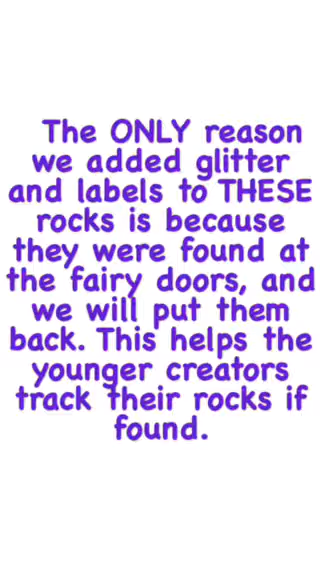 The ONLY reason
we added glitter
and labels to THESE
rocks is because
they were found at
the fairy doors, and
we will put them
back. This helps the
younger creators
track their rocks if
found.